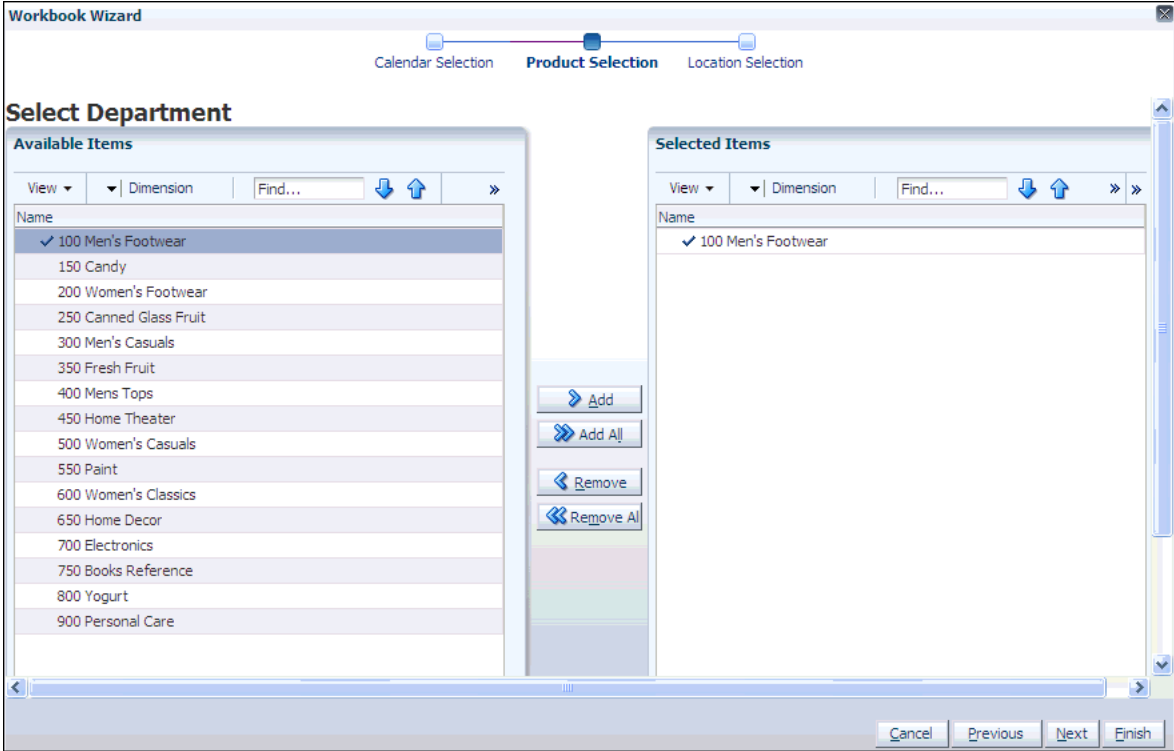 Workbook Wizard
Calendar Selection Product Selection Location Selection
Select Department
Available Items
View Dimension Find...
Name
100 Men's Footwear
150 Candy
200 Women's Footwear
250 Canned Glass Fruit
300 Men's Casuals
350 Fresh Fruit
400 Mens Tops
450 Home Theater
500 Women's Casuals
550 Paint
600 Women's Classics
650 Home Decor
700 Electronics
750 Books Reference
800 Yogurt
900 Personal Care
Add
Add All
Remove
Remove Al
Selected Items
View Dimension Find...
Name
100 Men's Footwear
Cancel Previous Next Finish